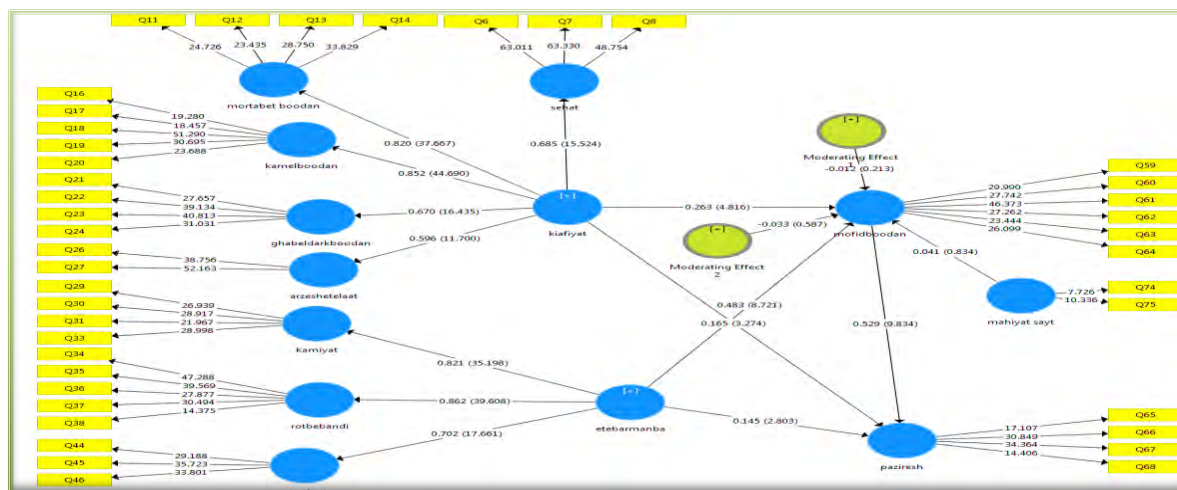 Q11
Q12
Q13
Q14
Q6
Q7
Q8
24.726
23.435
28.750
33.829
63.011
63.330
48.754
mortabet boodan
sehat
Q16
Q17
Q18
Q19
Q20
19.280
18.457
51.290
30.695
23.688
kamelboodan
0.820 (37.667)
0.852 (44.690)
0.685 (15.524)
[+]
Moderating Effect
1
-0.012 (0.213)
Q21
Q22
Q23
Q24
27.657
39.134
40.813
31.031
ghabeldarkboodan
0.670 (16.435)
[+]
kiafiyat
0.263 (4.816)
-0.033 (0.587)
[+]
Moderating Effect
2
mofidboodan
29.990
27.742
46.373
27.262
23.444
26.099
Q59
Q60
Q61
Q62
Q63
Q64
Q26
Q27
38.756
52.163
arzeshetelaat
0.596 (11.700)
0.041 (0.834)
mahiyat sayt
7.726
10.336
Q74
Q75
Q29
Q30
Q31
Q33
26.939
28.917
21.967
28.998
kamiyat
0.483 (8.721)
0.165 (3.274)
0.529 (9.834)
0.821 (35.198)
Q34
Q35
Q36
Q37
Q38
47.288
39.569
27.877
30.494
14.375
rotbebandi
0.862 (39.608)
[+]
etebarmanba
0.145 (2.803)
0.702 (17.661)
paziresh
17.107
30.849
34.364
14.406
Q65
Q66
Q67
Q68
Q44
Q45
Q46
29.188
35.723
33.801